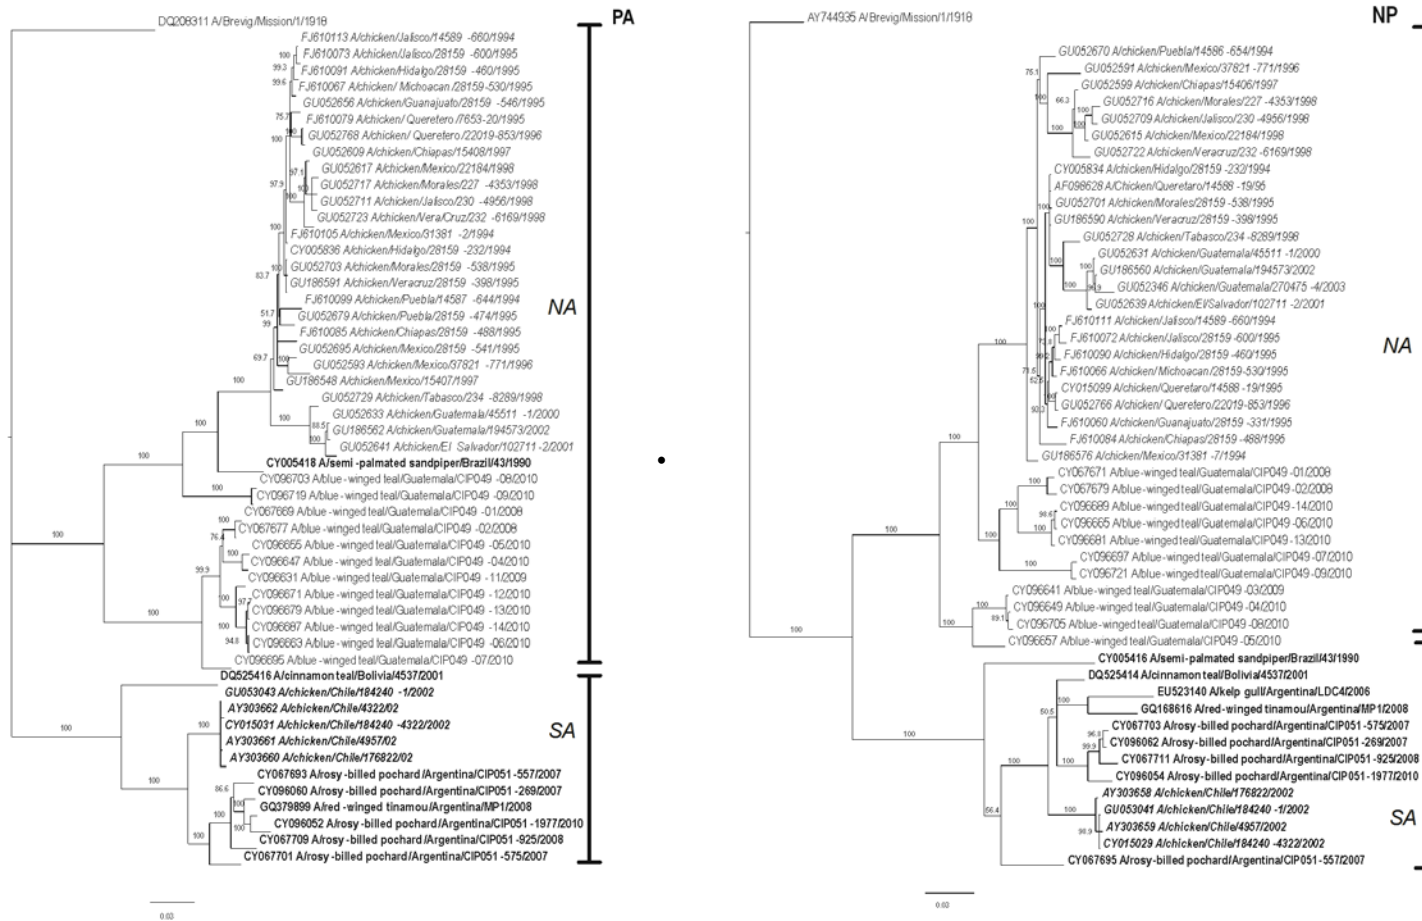 DQ208311 A/Brevig/Mission/1/1918
PA
FJ610113 A/chicken/Jalisco/14589 -660/1994
FJ610073 A/chicken/Jalisco/28159 -600/1995
FJ610091 A/chicken/Hidalgo/28159 -460/1995
FJ610067 A/chicken/ Michoacan/28159-530/1995
GU052656 A/chicken/Guanajuato/28159 -546/1995
FJ610079 A/chicken/ Queretero/7653-20/1995
GU052768 A/chicken/ Queretero/22019-853/1996
GU052609 A/chicken/Chiapas/15408/1997
GU052617 A/chicken/Mexico/22184/1998
GU052717 A/chicken/Morales/227 -4353/1998
GU052711 A/chicken/Jalisco/230 -4956/1998
GU052723 A/chicken/Vera/Cruz/232 -6169/1998
FJ610105 A/chicken/Mexico/31381 -2/1994
CY005836 A/chicken/Hidalgo/28159 -232/1994
GU052703 A/chicken/Morales/28159 -538/1995
GU186591 A/chicken/Veracruz/28159 -398/1995
FJ610099 A/chicken/Puebla/14587 -644/1994
GU052679 A/chicken/Puebla/28159 -474/1995
FJ610085 A/chicken/Chiapas/28159 -488/1995
GU052695 A/chicken/Mexico/28159 -541/1995
GU052593 A/chicken/Mexico/37821 -771/1996
GU186548 A/chicken/Mexico/15407/1997
GU052729 A/chicken/Tabasco/234 -8289/1998
GU052633 A/chicken/Guatemala/45511 -1/2000
GU186562 A/chicken/Guatemala/194573/2002
GU052641 A/chicken/El Salvador/102711-2/2001
CY005418 A/semi -palmated sandpiper/Brazil/43/1990
CY096703 A/blue-winged teal/Guatemala/CIP049 -08/2010
CY096719 A/blue-winged teal/Guatemala/CIP049 -09/2010
CY067669 A/blue-winged teal/Guatemala/CIP049 -01/2008
CY067677 A/blue-winged teal/Guatemala/CIP049 -02/2008
CY096655 A/blue-winged teal/Guatemala/CIP049 -05/2010
CY096647 A/blue-winged teal/Guatemala/CIP049 -04/2010
CY096631 A/blue-winged teal/Guatemala/CIP049 -11/2009
CY096671 A/blue-winged teal/Guatemala/CIP049 -12/2010
CY096679 A/blue-winged teal/Guatemala/CIP049 -13/2010
CY096687 A/blue-winged teal/Guatemala/CIP049 -14/2010
CY096663 A/blue-winged teal/Guatemala/CIP049 -06/2010
CY096695 A/blue-winged teal/Guatemala/CIP049 -07/2010
NA
DQ525416 A/cinnamon teal/Bolivia/4537/2001
GU053043 A/chicken/Chile/184240 -1/2002
AY303662 A/chicken/Chile/4322/02
CY015031 A/chicken/Chile/184240 -4322/2002
AY303661 A/chicken/Chile/4957/02
AY303660 A/chicken/Chile/176822/02
CY067693 A/rosy-billed pochard/Argentina/CIP051 -557/2007
CY096060 A/rosy-billed pochard/Argentina/CIP051 -269/2007
GQ379899 A/red-winged tinamou/Argentina/MP1/2008
CY096052 A/rosy-billed pochard/Argentina/CIP051 -1977/2010
CY067709 A/rosy-billed pochard/Argentina/CIP051 -925/2008
CY067701 A/rosy-billed pochard/Argentina/CIP051 -575/2007
SA
0.03
AY744935 A/Brevig/Mission/1/1918
NP
GU052670 A/chicken/Puebla/14586 -654/1994
GU052591 A/chicken/Mexico/37821 -771/1996
GU052599 A/chicken/Chiapas/15406/1997
GU052716 A/chicken/Morales/227 -4353/1998
GU052709 A/chicken/Jalisco/230 -4956/1998
GU052615 A/chicken/Mexico/22184/1998
GU052722 A/chicken/Veracruz/232 -6169/1998
CY005834 A/chicken/Hidalgo/28159 -232/1994
AF098628 A/chicken/Queretaro/14588 -19/95
GU052701 A/chicken/Morales/28159 -538/1995
GU186590 A/chicken/Veracruz/28159 -398/1995
GU052728 A/chicken/Tabasco/234 -8289/1998
GU052631 A/chicken/Guatemala/45511 -1/2000
GU186560 A/chicken/Guatemala/194573/2002
GU052346 A/chicken/Guatemala/270475 -4/2003
GU052639 A/chicken/El/Salvador/102711 -2/2001
FJ610111 A/chicken/Jalisco/14589 -660/1994
FJ610072 A/chicken/Jalisco/28159 -600/1995
FJ610090 A/chicken/Hidalgo/28159 -460/1995
FJ610066 A/chicken/Michoacan/28159-530/1995
CY015099 A/chicken/Queretaro/14588 -19/1995
GU052766 A/chicken/ Queretero/22019-853/1996
FJ610060 A/chicken/Guanajuato/28159 -331/1995
FJ610084 A/chicken/Chiapas/28159 -488/1995
GU186576 A/chicken/Mexico/31381 -7/1994
CY067671 A/blue-winged teal/Guatemala/CIP049 -01/2008
CY067679 A/blue-winged teal/Guatemala/CIP049 -02/2008
CY096689 A/blue-winged teal/Guatemala/CIP049 -14/2010
CY096665 A/blue-winged teal/Guatemala/CIP049 -06/2010
CY096681 A/blue-winged teal/Guatemala/CIP049 -13/2010
CY096697 A/blue-winged teal/Guatemala/CIP049 -07/2010
CY096721 A/blue-winged teal/Guatemala/CIP049 -09/2010
CY096641 A/blue-winged teal/Guatemala/CIP049 -03/2009
CY096649 A/blue-winged teal/Guatemala/CIP049 -04/2010
CY096705 A/blue-winged teal/Guatemala/CIP049 -08/2010
CY096657 A/blue-winged teal/Guatemala/CIP049 -05/2010
NA
CY005416 A/semi-palmated sandpiper/Brazil/43/1990
DQ525414 A/cinnamon teal/Bolivia/4537/2001
EU523140 A/kelp gull/Argentina/LDC4/2006
GQ168616 A/red-winged tinamou/Argentina/MP1/2008
CY067703 A/rosy-billed pochard/Argentina/CIP051 -575/2007
CY096062 A/rosy-billed pochard/Argentina/CIP051 -269/2007
CY067711 A/rosy-billed pochard/Argentina/CIP051 -925/2008
CY096054 A/rosy-billed pochard/Argentina/CIP051 -1977/2010
AY303658 A/chicken/Chile/176822/2002
GU053041 A/chicken/Chile/184240 -1/2002
AY303659 A/chicken/Chile/4957/2002
CY015029 A/chicken/Chile/184240 -4322/2002
CY067695 A/rosy-billed pochard/Argentina/CIP051 -557/2007
SA
0.02